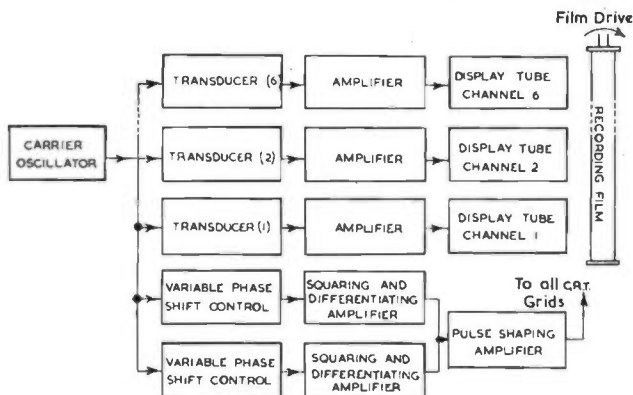 Film Drive
TRANSDUCER (6)
AMPLIFIER
DISPLAY TUBE
CHANNEL 6
RECORDING FILM
CARRIER
OSCILLATOR
TRANSDUCER (2)
AMPLIFIER
DISPLAY TUBE
CHANNEL 2
TRANSDUCER (1)
AMPLIFIER
DISPLAY TUBE
CHANNEL 1
To all C.R.T.
Grids
VARIABLE PHASE
SHIFT CONTROL
SQUARING AND
DIFFERENTIATING
AMPLIFIER
PULSE SHAPING
AMPLIFIER
VARIABLE PHASE
SHIFT CONTROL
SQUARING AND
DIFFERENTIATING
AMPLIFIER